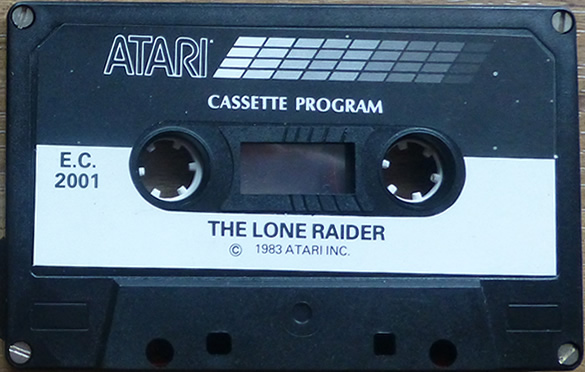 ATARI
CASSETTE PROGRAM
E.C.
2001
THE LONE RAIDER
© 1983 ATARI INC.